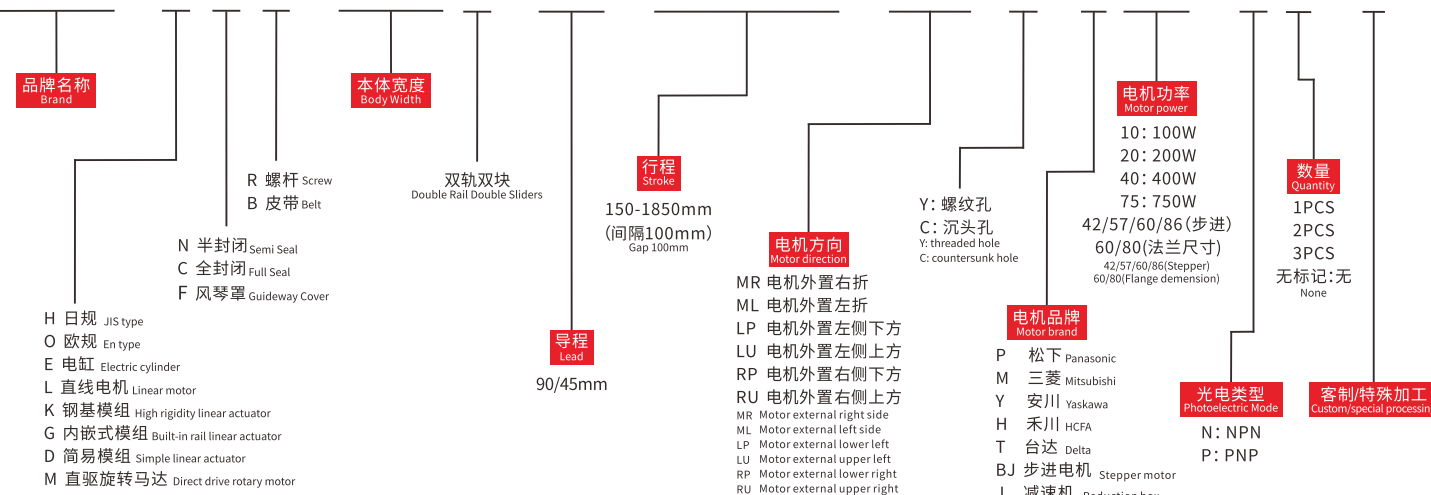 品牌名称
Brand
H 日规 JIS type
O 欧规 En type
E 电缸 Electric cylinder
L 直线电机 Linear motor
K 钢基模组 High rigidity linear actuator
G 内嵌式模组 Built-in rail linear actuator
D 简易模组 Simple linear actuator
M 直驱旋转马达 Direct drive rotary motor
N 半封闭 Semi Seal
C 全封闭 Full Seal
F 风琴罩 Guideway Cover
R 螺杆 Screw
B 皮带 Belt
本体宽度
Body Width
双轨双块
Double Rail Double Sliders
导程
Lead
90/45mm
行程
Stroke
150-1850mm
(间隔100mm)
Gap 100mm
电机方向
Motor direction
MR 电机外置右折
ML 电机外置左折
LP 电机外置左侧下方
LU 电机外置左侧上方
RP 电机外置右侧下方
RU 电机外置右侧上方
MR Motor external right side
ML Motor external left side
LP Motor external lower left
LU Motor external upper left
RP Motor external lower right
RU Motor external upper right
Y: 螺纹孔
C: 沉头孔
Y: threaded hole
C: countersunk hole
电机品牌
Motor brand
P 松下 Panasonic
M 三菱 Mitsubishi
Y 安川 Yaskawa
H 禾川 HCFA
T 台达 Delta
BJ 步进电机 Stepper motor
J 减速机 Reduction box
电机功率
Motor power
10: 100W
20: 200W
40: 400W
75: 750W
42/57/60/86(步进)
60/80(法兰尺寸)
42/57/60/86(Stepper)
60/80(Flange demension)
光电类型
Photoelectric Mode
N: NPN
P: PNP
数量
Quantity
1PCS
2PCS
3PCS
无标记:无
None
客制/特殊加工
Custom/special processin